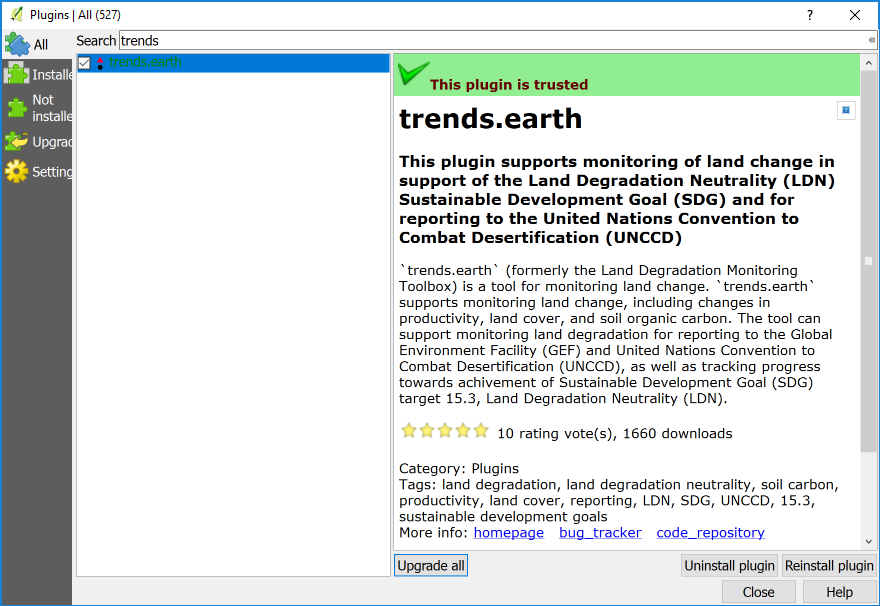 Plugins | All (527)
?
All
Installe
Not
installe
Upgrad
Setting
Search trends
trends.earth
This plugin is trusted
trends.earth
This plugin supports monitoring of land change in
support of the Land Degradation Neutrality (LDN)
Sustainable Development Goal (SDG) and for
reporting to the United Nations Convention to
Combat Desertification (UNCCD)
`trends.earth` (formerly the Land Degradation Monitoring
Toolbox) is a tool for monitoring land change. `trends.earth`
supports monitoring land change, including changes in
productivity, land cover, and soil organic carbon. The tool can
support monitoring land degradation for reporting to the Global
Environment Facility (GEF) and United Nations Convention to
Combat Desertification (UNCCD), as well as tracking progress
towards achivement of Sustainable Development Goal (SDG)
target 15.3, Land Degradation Neutrality (LDN).
10 rating vote(s), 1660 downloads
Category: Plugins
Tags: land degradation, land degradation neutrality, soil carbon,
productivity, land cover, reporting, LDN, SDG, UNCCD, 15.3,
sustainable development goals
More info: homepage bug_tracker code_repository
Upgrade all
Uninstall plugin
Reinstall plugin
Close
Help